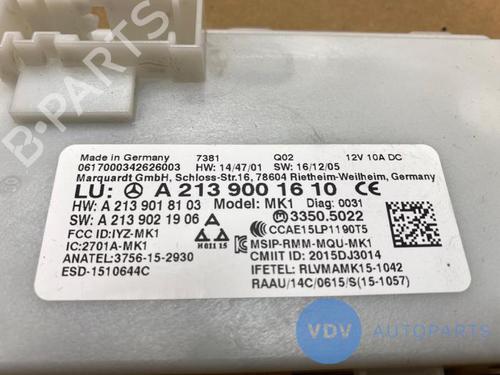 B-PARTS
Made in Germany 7381 Q02 12V 10A DC
0617000342626003 HW: 14/47/01 SW: 16/12/05
Marquardt GmbH, Schloss-Str.16, 78604 Rietheim-Weilheim, Germany
LU: A 213 900 16 10 CE
HW: A 213 901 81 03 Model: MK1 Diag: 0031
SW: A 213 902 19 06 A 3350.5022
FCC ID:IYZ-MK1 CCAE15LP1190T5
IC:2701A-MK1 MSIP-RMM-MQU-MK1
ANATEL:3756-15-2930 CMIIT ID: 2015DJ3014
ESD-1510644C IFETEL: RLVMAMK15-1042
RAAU/14C/0615/S(15-1057)
VDV AUTOPARTS